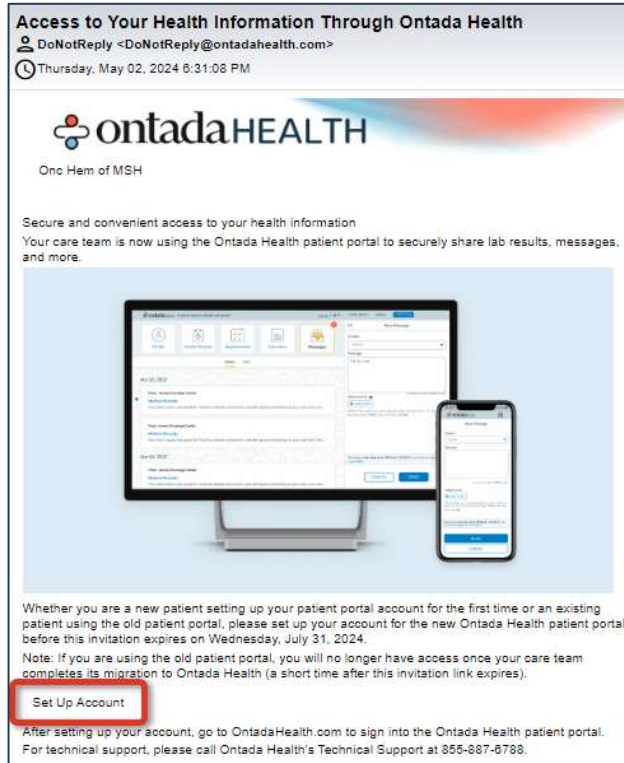 Access to Your Health Information Through Ontada Health
DoNotReply <DoNotReply@ontadahealth.com>
Thursday, May 02, 2024 6:31:08 PM
ontada HEALTH
Onc Hem of MSH
Secure and convenient access to your health information
Your care team is now using the Ontada Health patient portal to securely share lab results, messages,
and more.
Whether you are a new patient setting up your patient portal account for the first time or an existing
patient using the old patient portal, please set up your account for the new Ontada Health patient portal
before this invitation expires on Wednesday, July 31, 2024.
Note: If you are using the old patient portal, you will no longer have access once your care team
completes its migration to Ontada Health (a short time after this invitation link expires).
Set Up Account
After setting up your account, go to OntadaHealth.com to sign into the Ontada Health patient portal.
For technical support, please call Ontada Health's Technical Support at 855-887-6788.